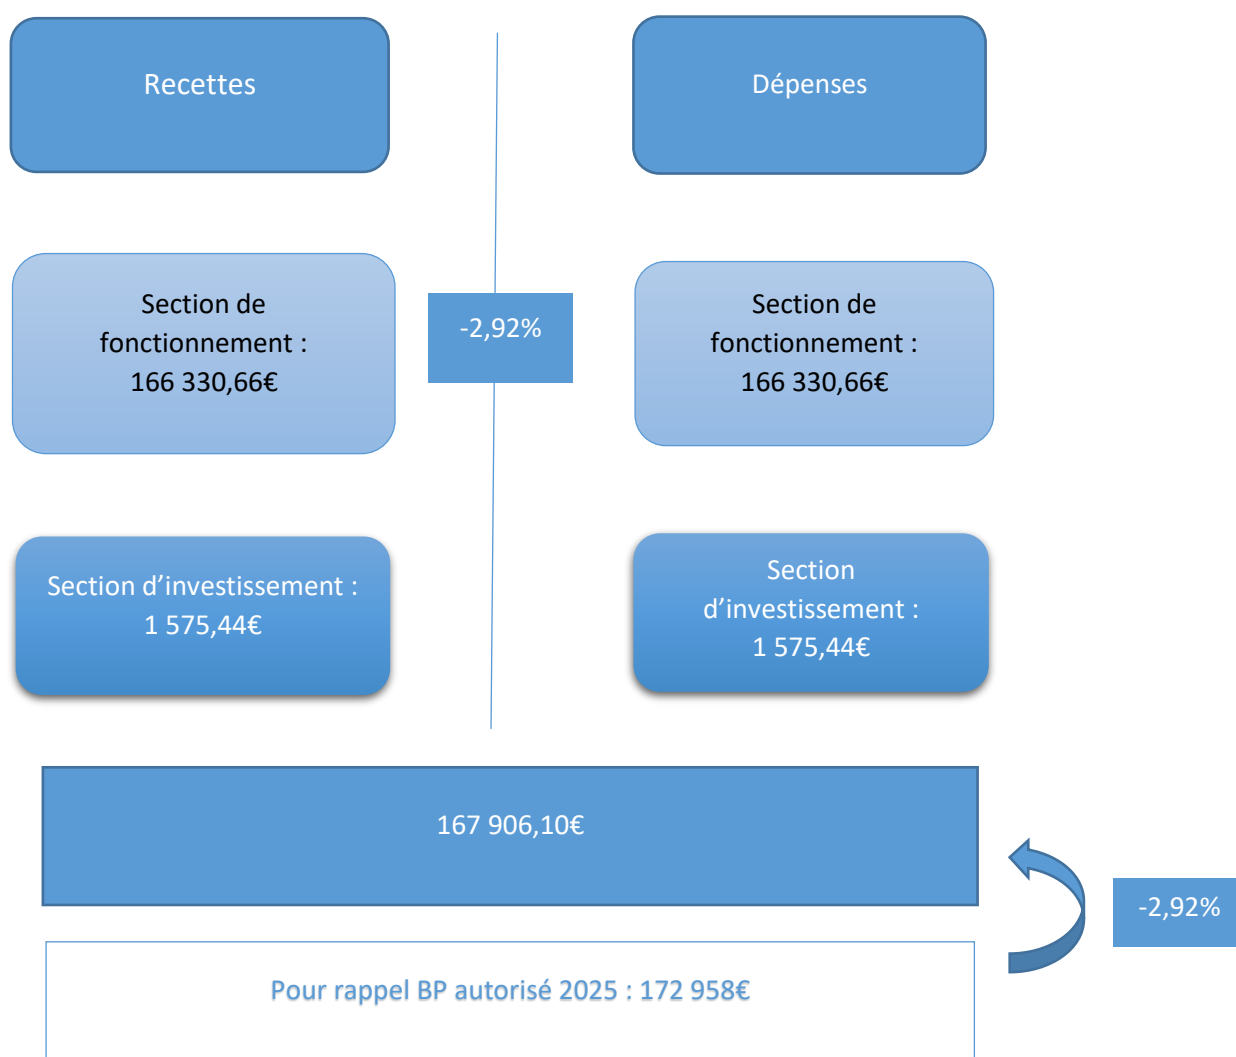 Recettes
Dépenses
Section de
fonctionnement :
166 330,66€
-2,92%
Section de
fonctionnement :
166 330,66€
Section d’investissement :
1 575,44€
Section
d’investissement :
1 575,44€
167 906,10€
-2,92%
Pour rappel BP autorisé 2025 : 172 958€